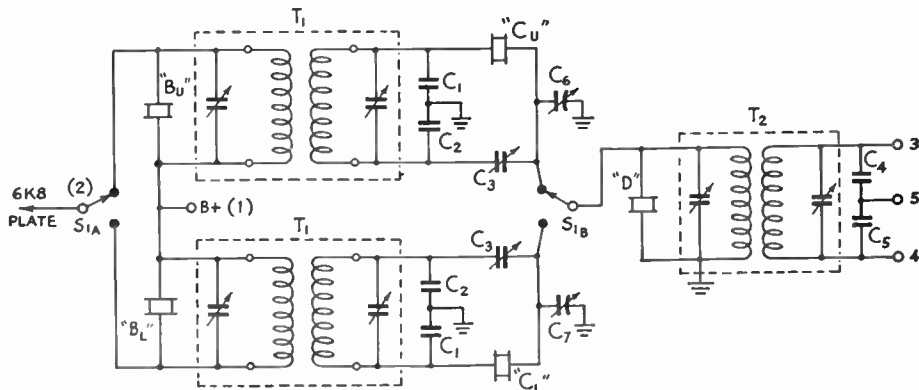 T1
"CU"
"BU"
C1
C6
C2
T2
C3
"D"
C4
3
6K8 (2)
PLATE
S1A
B+ (1)
S1B
5
T1
C3
C5
4
C2
"BL"
C7
C1
"CL"